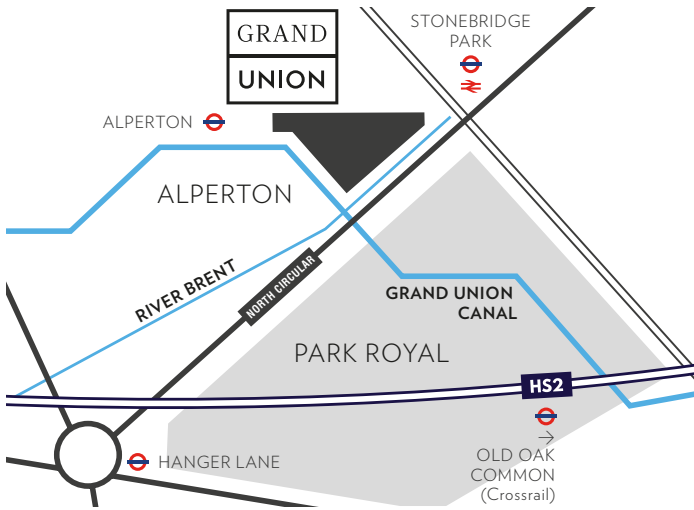 GRAND
UNION
STONEBRIDGE
PARK
ALPERTON
ALPERTON
RIVER BRENT
NORTH CIRCULAR
GRAND UNION
CANAL
PARK ROYAL
HS2
HANGER LANE
→
OLD OAK
COMMON
(Crossrail)